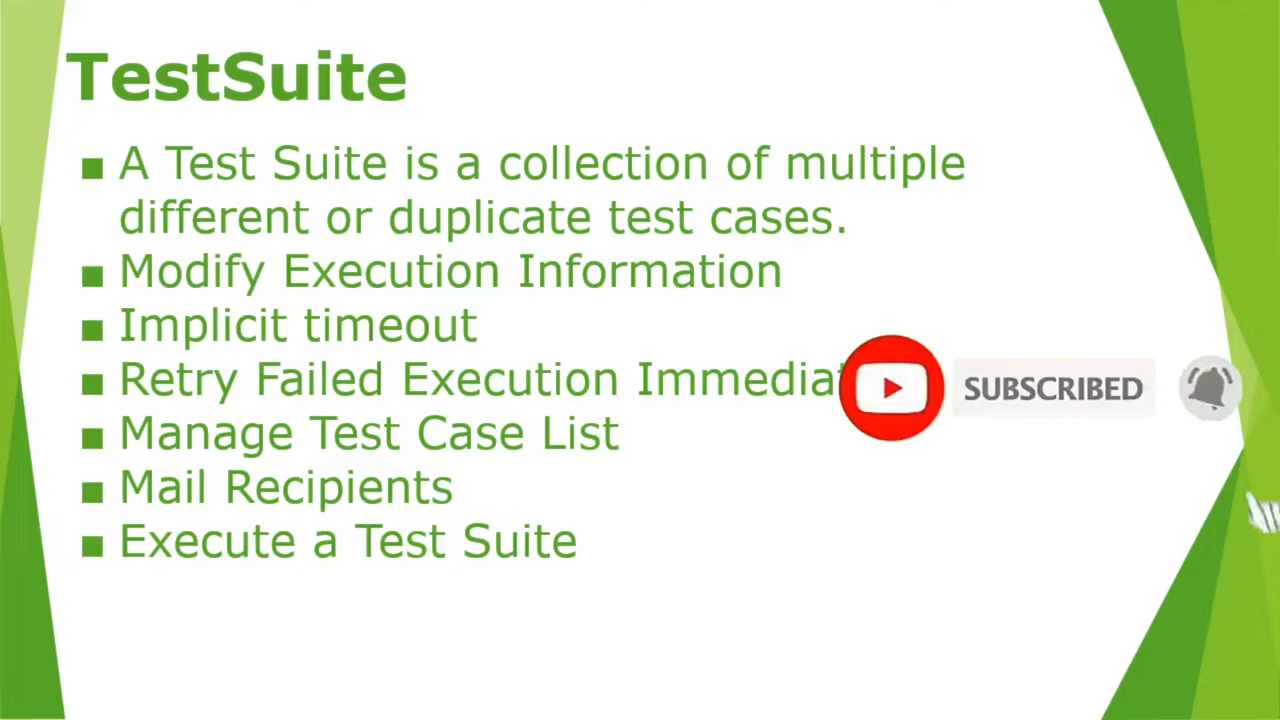 TestSuite
■ A Test Suite is a collection of multiple
different or duplicate test cases.
■ Modify Execution Information
■ Implicit timeout
■ Retry Failed Execution
SUBSCRIBED
■ Manage Test Case List
■ Mail Recipients
■ Execute a Test Suite